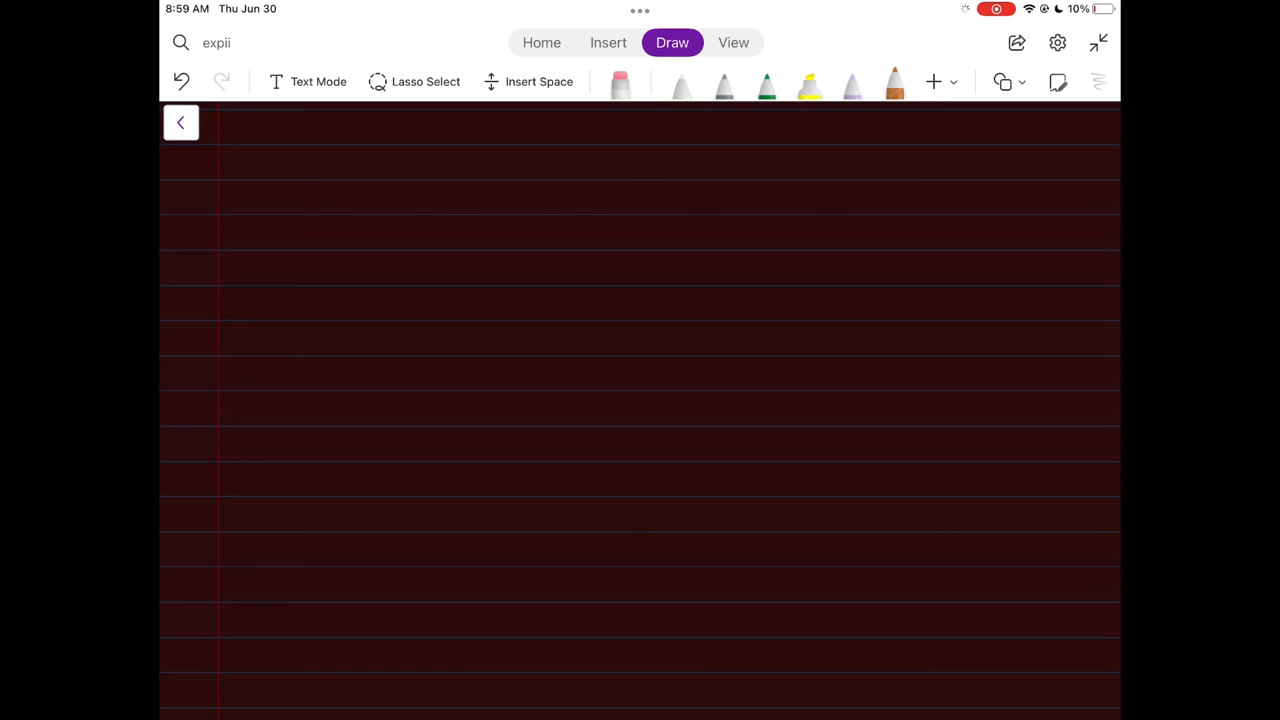 8:59 AM Thu Jun 30 10%
expii Home Insert Draw View
Text Mode Lasso Select Insert Space